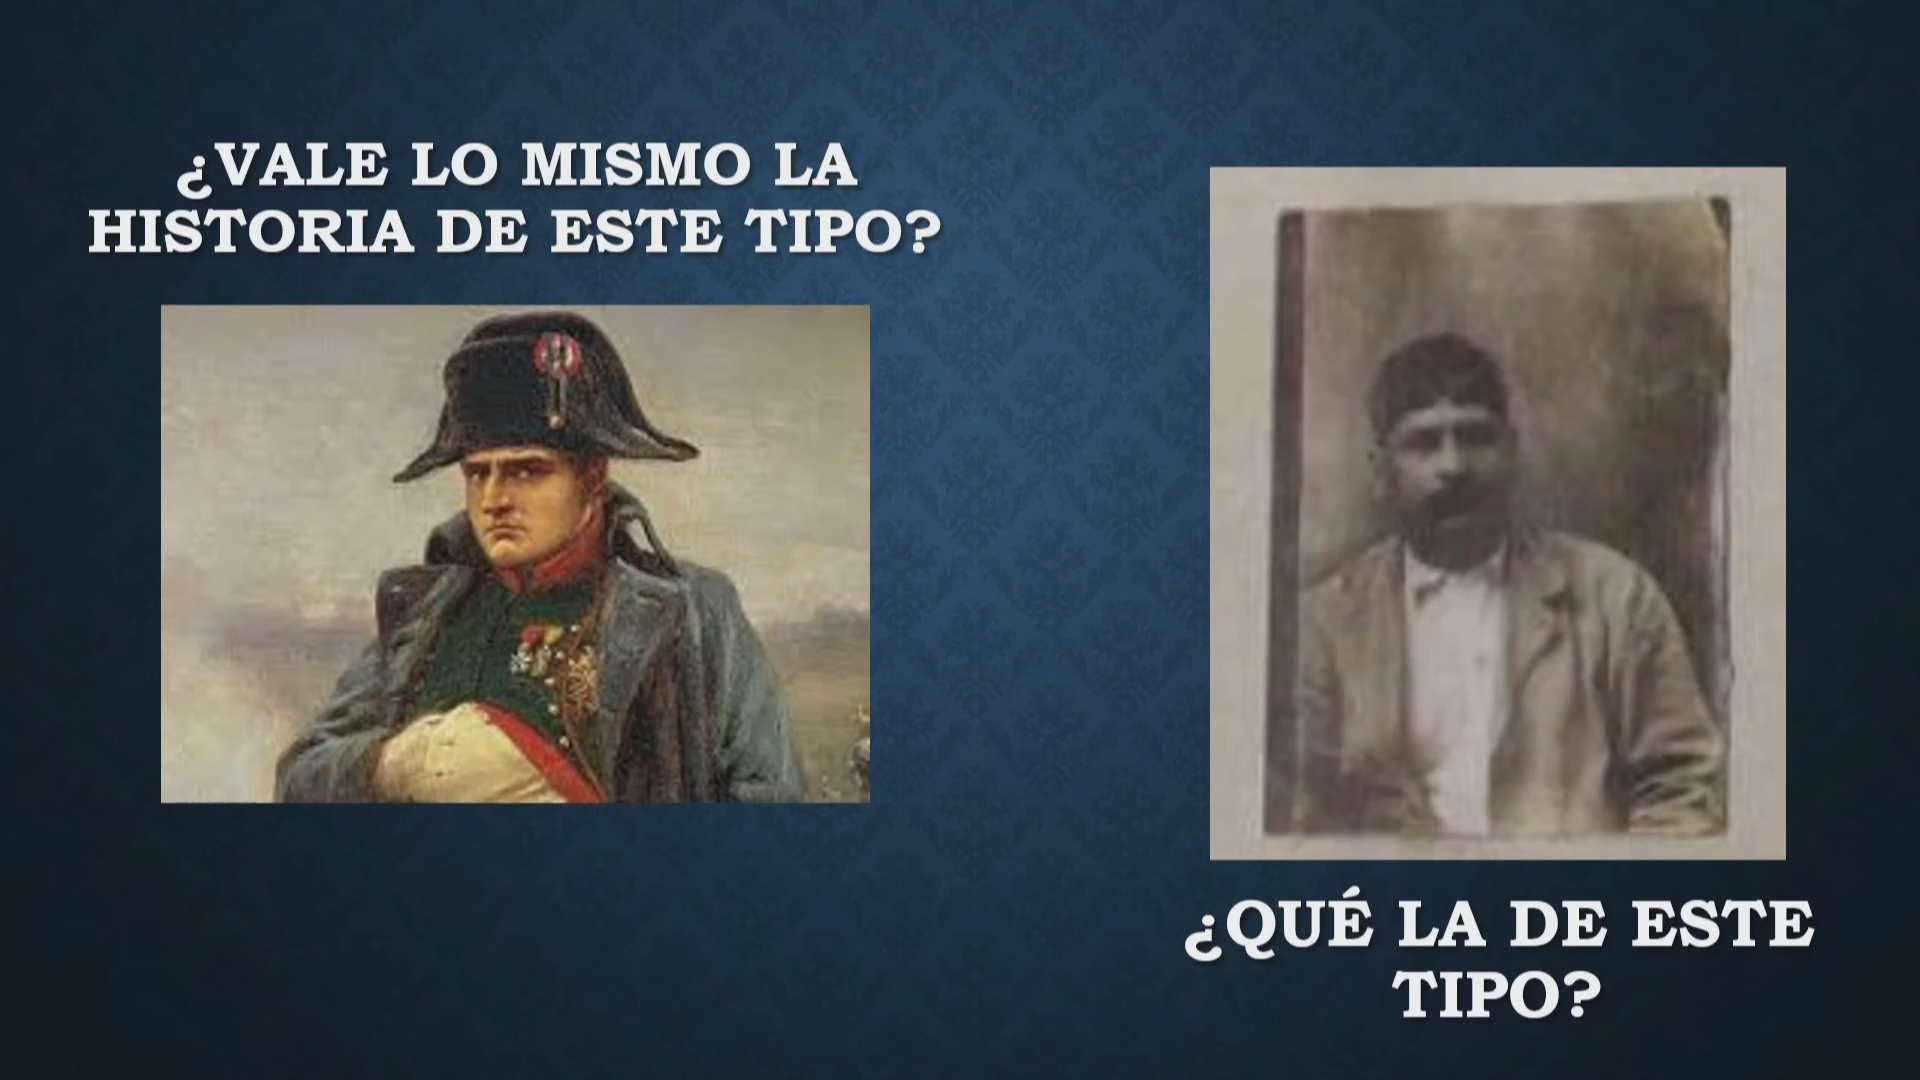 ¿VALE LO MISMO LA
HISTORIA DE ESTE TIPO?
¿QUÉ LA DE ESTE
TIPO?